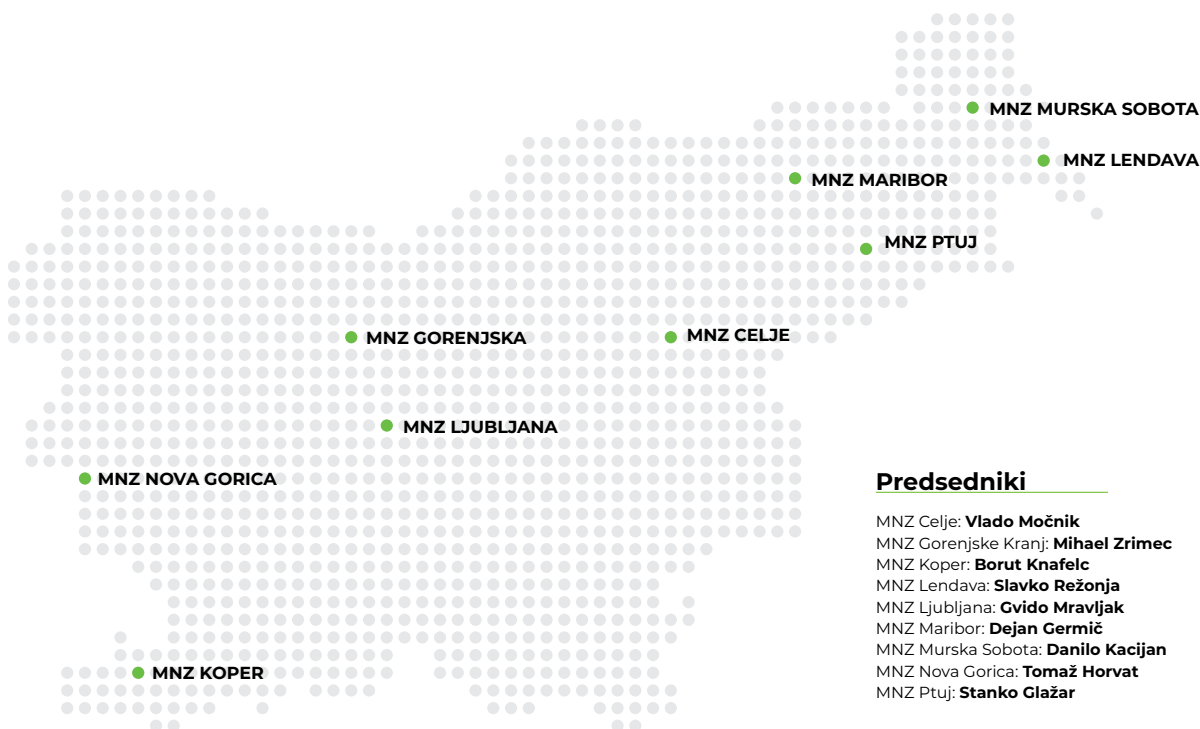 MNZ MURSKA SOBOTA
MNZ LENDAVA
MNZ MARIBOR
MNZ PTUJ
MNZ GORENJSKA
MNZ CELJE
MNZ LJUBLJANA
MNZ NOVA GORICA
MNZ KOPER
Predsedniki
MNZ Celje: Vlado Močnik
MNZ Gorenjske Kranj: Mihael Zrimec
MNZ Koper: Borut Knafelc
MNZ Lendava: Slavko Režonja
MNZ Ljubljana: Gvido Mravljak
MNZ Maribor: Dejan Germič
MNZ Murska Sobota: Danilo Kacijan
MNZ Nova Gorica: Tomaž Horvat
MNZ Ptuj: Stanko Glažar